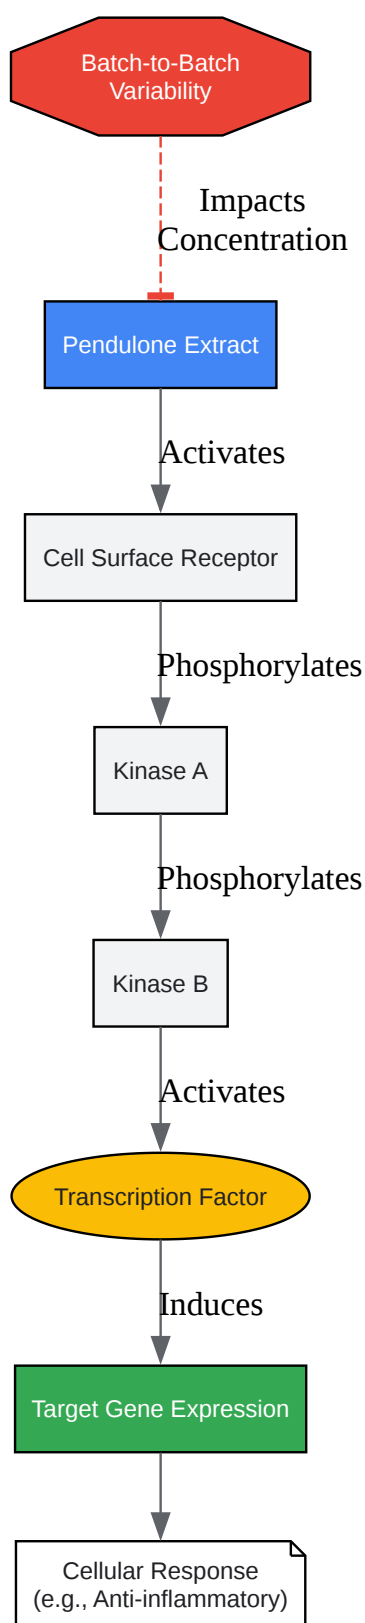 Batch-to-Batch
Variability
Impacts
Concentration
Pendulone Extract
Activates
Cell Surface Receptor
Phosphorylates
Kinase A
Phosphorylates
Kinase B
Activates
Transcription Factor
Induces
Target Gene Expression
Cellular Response
(e.g., Anti-inflammatory)